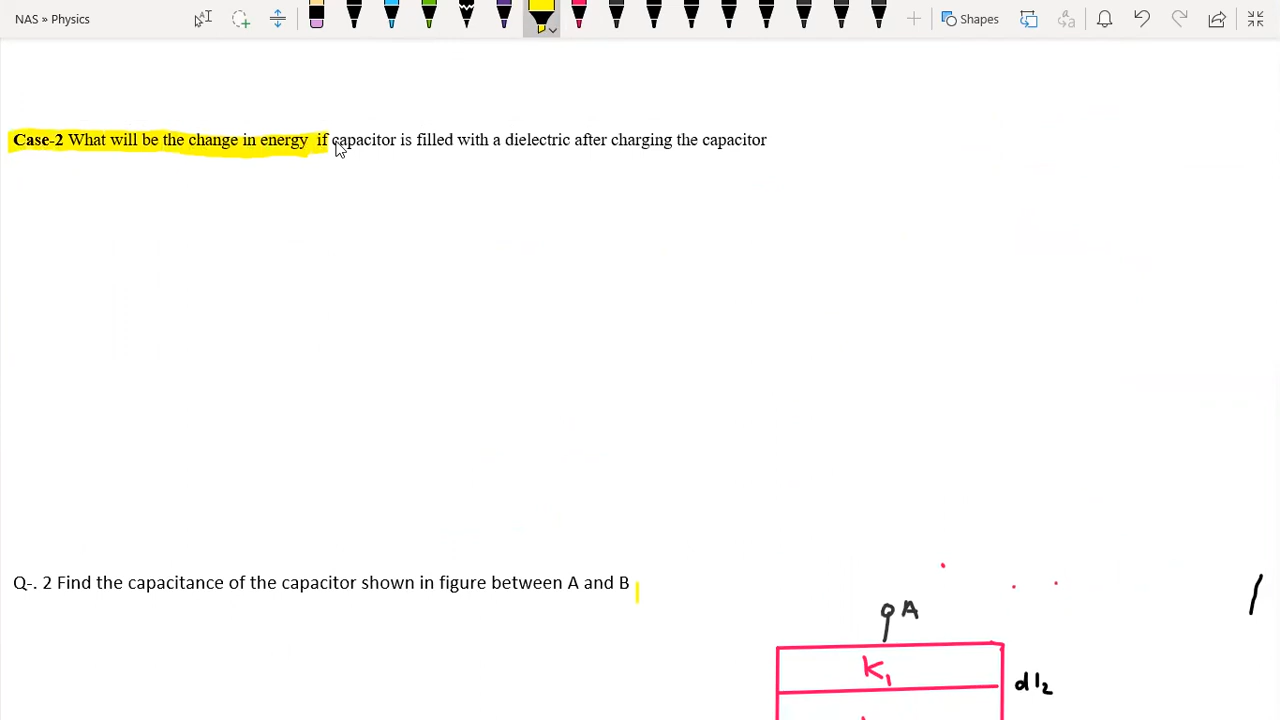 NAS » Physics
Shapes
Case-2 What will be the change in energy if capacitor is filled with a dielectric after charging the capacitor
Q-. 2 Find the capacitance of the capacitor shown in figure between A and B
A
K₁
d/₂